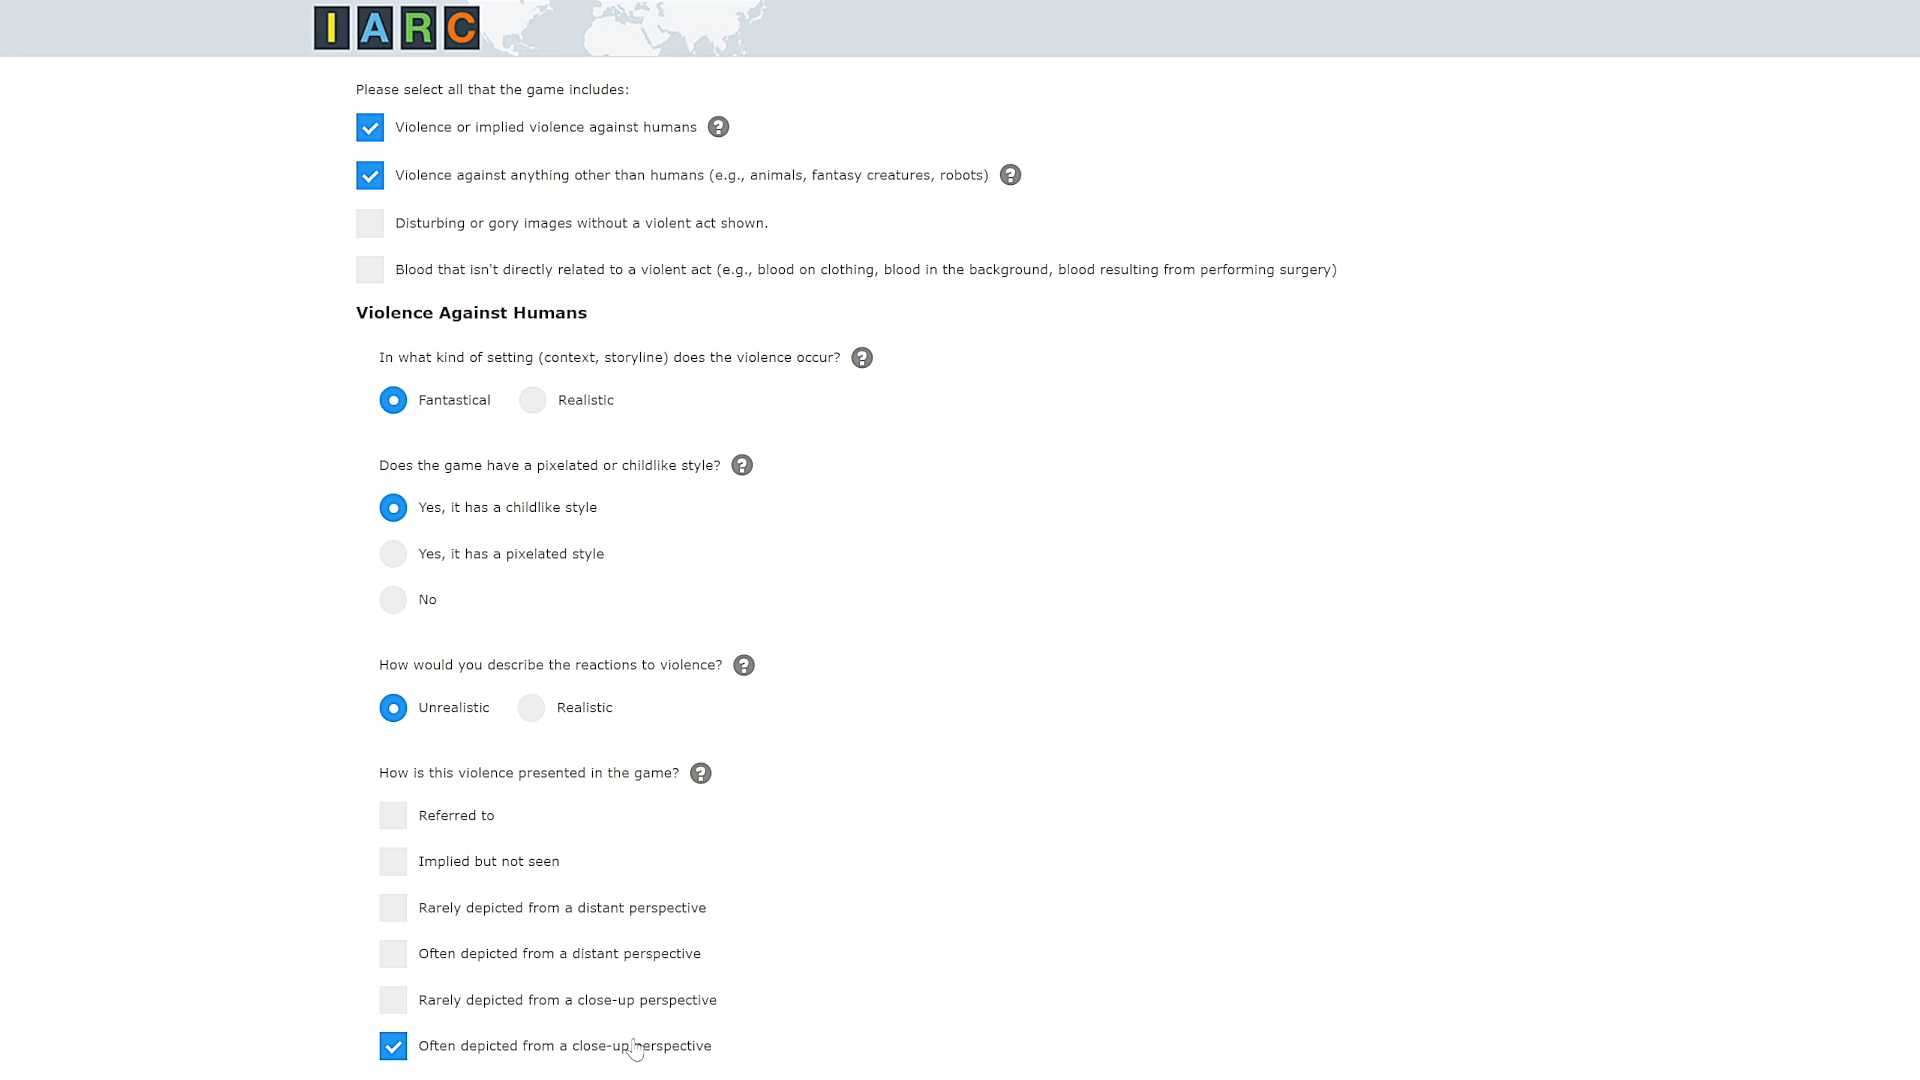 IARC
Please select all that the game includes:
Violence or implied violence against humans ?
Violence against anything other than humans (e.g., animals, fantasy creatures, robots) ?
Disturbing or gory images without a violent act shown.
Blood that isn't directly related to a violent act (e.g., blood on clothing, blood in the background, blood resulting from performing surgery)
Violence Against Humans
In what kind of setting (context, storyline) does the violence occur? ?
Fantastical Realistic
Does the game have a pixelated or childlike style? ?
Yes, it has a childlike style
Yes, it has a pixelated style
No
How would you describe the reactions to violence? ?
Unrealistic Realistic
How is this violence presented in the game? ?
Referred to
Implied but not seen
Rarely depicted from a distant perspective
Often depicted from a distant perspective
Rarely depicted from a close-up perspective
Often depicted from a close-up perspective